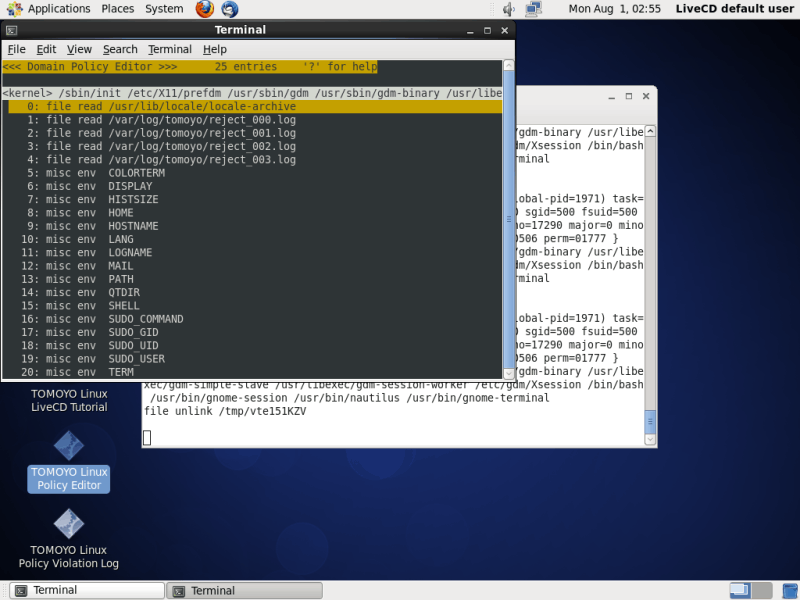 Applications Places System Mon Aug 1, 02:55 LiveCD default user
Terminal
File Edit View Search Terminal Help
<<< Domain Policy Editor >>> 25 entries '?' for help
<kernel> /sbin/init /etc/X11/prefdm /usr/sbin/gdm /usr/sbin/gdm-binary /usr/libe
0: file read /usr/lib/locale/locale-archive
1: file read /var/log/tomoyo/reject_000.log
2: file read /var/log/tomoyo/reject_001.log
3: file read /var/log/tomoyo/reject_002.log
4: file read /var/log/tomoyo/reject_003.log
5: misc env COLORTERM
6: misc env DISPLAY
7: misc env HISTSIZE
8: misc env HOME
9: misc env HOSTNAME
10: misc env LANG
11: misc env LOGNAME
12: misc env MAIL
13: misc env PATH
14: misc env QTDIR
15: misc env SHELL
16: misc env SUDO_COMMAND
17: misc env SUDO_GID
18: misc env SUDO_UID
19: misc env SUDO_USER
20: misc env TERM
/gdm-binary /usr/libe
dm/Xsession /bin/bash
rminal
lobal-pid=1971) task=
0 sgid=500 fsuid=500
no=17290 major=0 mino
0506 perm=01777 }
/gdm-binary /usr/libe
dm/Xsession /bin/bash
rminal
lobal-pid=1971) task=
0 sgid=500 fsuid=500
no=17290 major=0 mino
0506 perm=01777 }
/gdm-binary /usr/libe
xec/gdm-simple-slave /usr/libexec/gdm-session-worker /etc/gdm/Xsession /bin/bash
/usr/bin/gnome-session /usr/bin/nautilus /usr/bin/gnome-terminal
file unlink /tmp/vte151KZV
TOMOYO Linux
LiveCD Tutorial
TOMOYO Linux
Policy Editor
TOMOYO Linux
Policy Violation Log
Terminal
Terminal